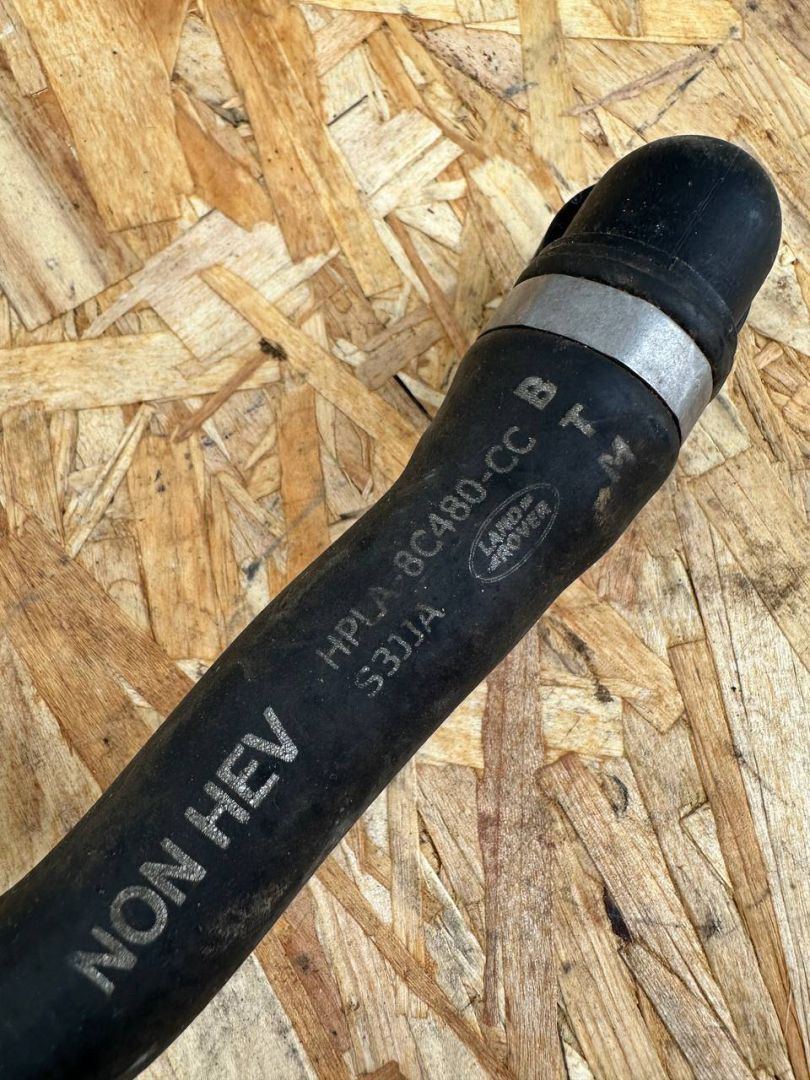 B
T
M
HPLA-8C480-CC
LAND
ROVER
S3JJA
NON HEV